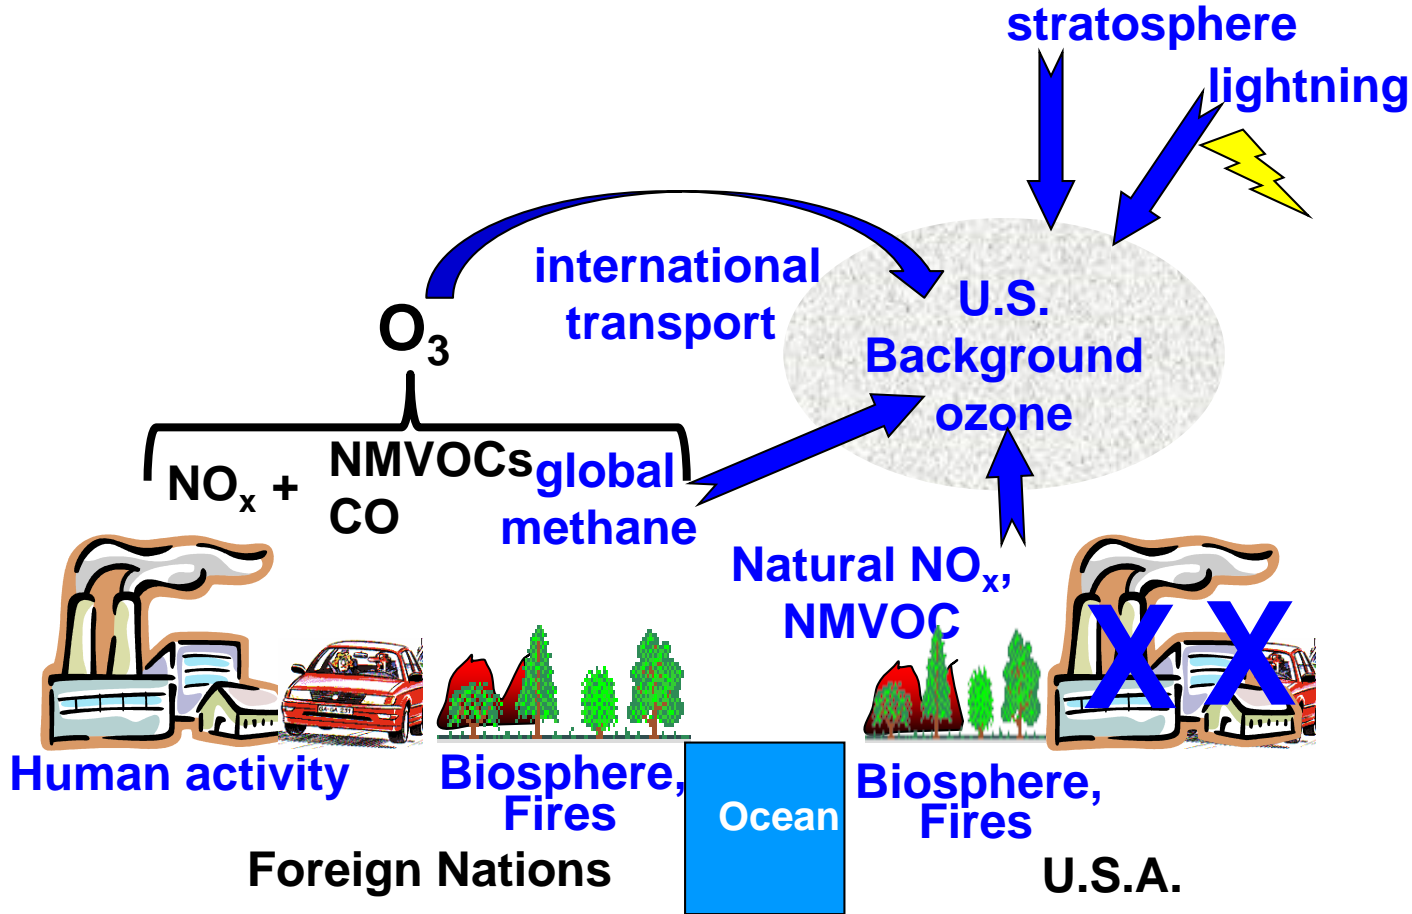 stratosphere
lightning
international
transport
U.S.
Background
ozone
O₃
NOₓ +
NMVOCs
CO
global
methane
Natural NOₓ,
NMVOC
X X
Human activity
Biosphere,
Fires
Ocean
Biosphere,
Fires
Foreign Nations
U.S.A.